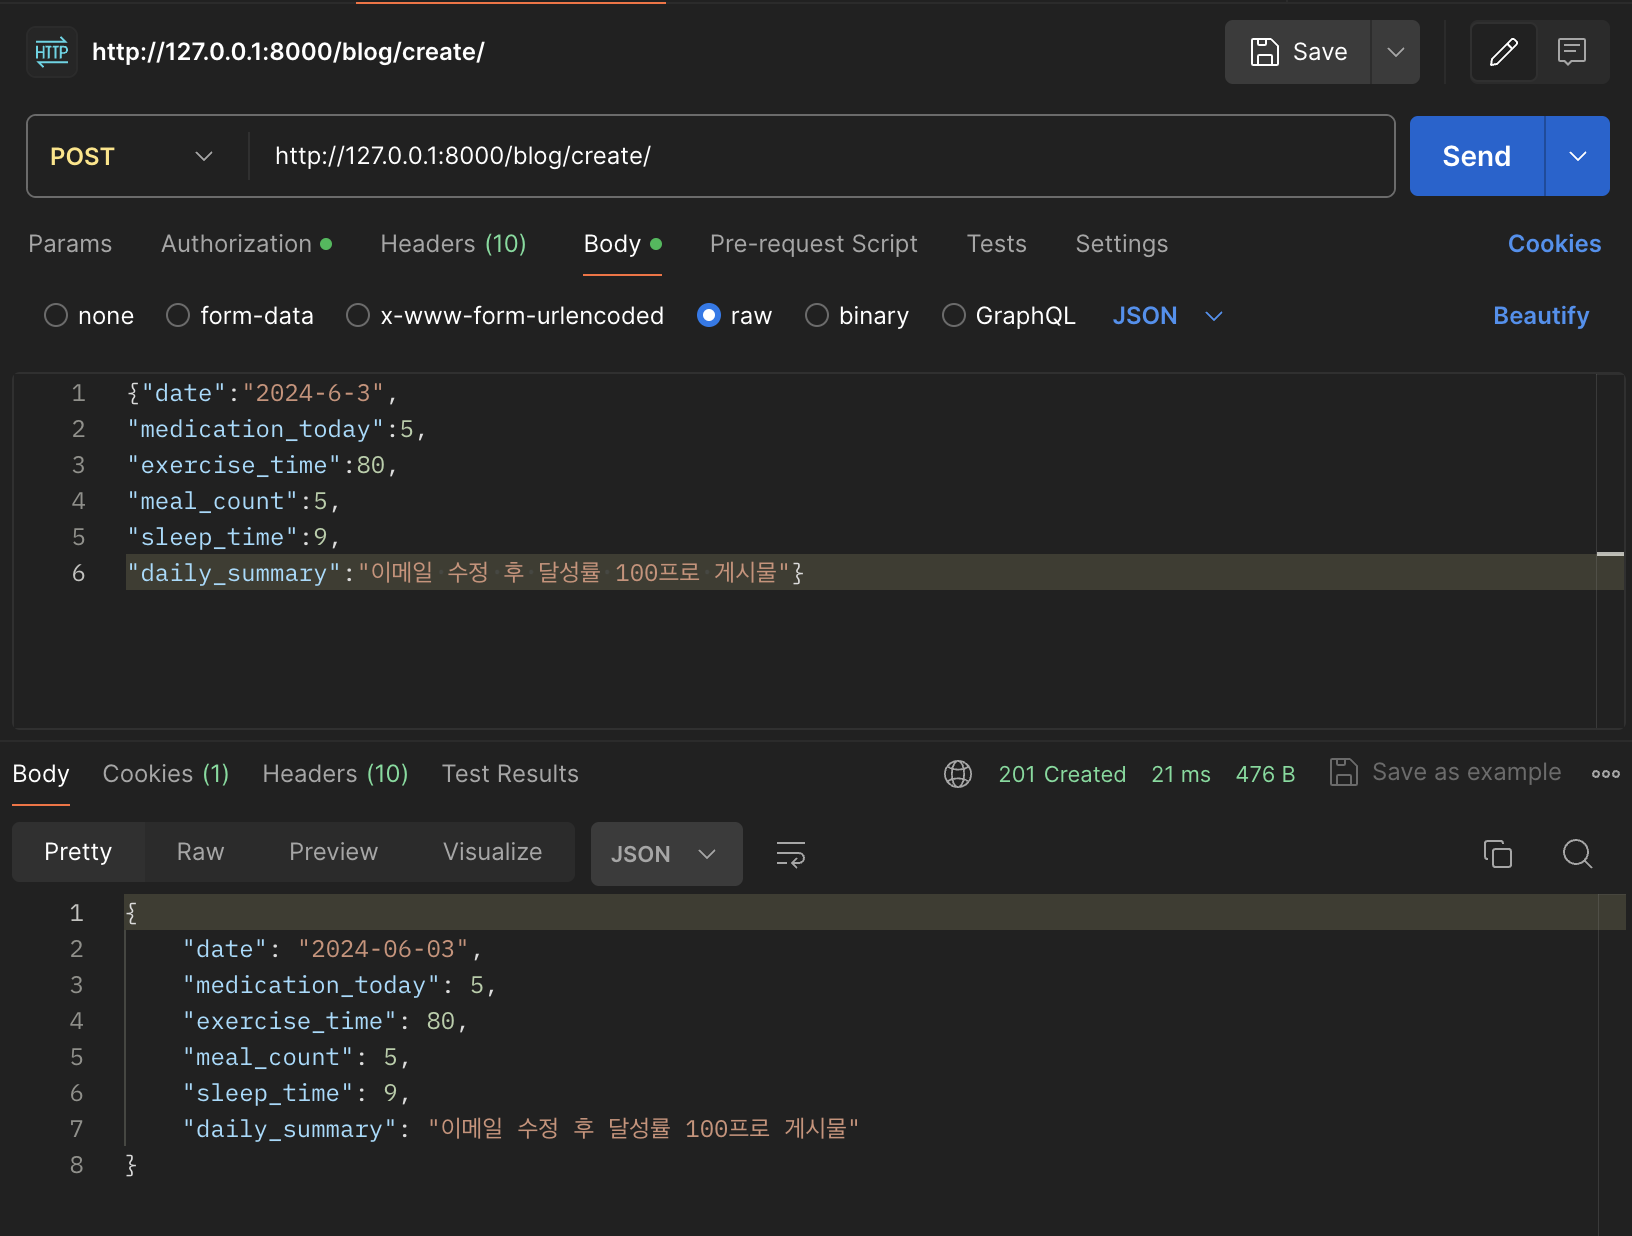 HTTP http://127.0.0.1:8000/blog/create/ Save
POST http://127.0.0.1:8000/blog/create/ Send
Params Authorization Headers (10) Body Pre-request Script Tests Settings Cookies
none form-data x-www-form-urlencoded raw binary GraphQL JSON Beautify
1 {"date":"2024-6-3",
2 "medication_today":5,
3 "exercise_time":80,
4 "meal_count":5,
5 "sleep_time":9,
6 "daily_summary":"이메일 수정 후 달성률 100프로 게시물"}
Body Cookies (1) Headers (10) Test Results 201 Created 21 ms 476 B Save as example
Pretty Raw Preview Visualize JSON
1 {
2 "date": "2024-06-03",
3 "medication_today": 5,
4 "exercise_time": 80,
5 "meal_count": 5,
6 "sleep_time": 9,
7 "daily_summary": "이메일 수정 후 달성률 100프로 게시물"
8 }